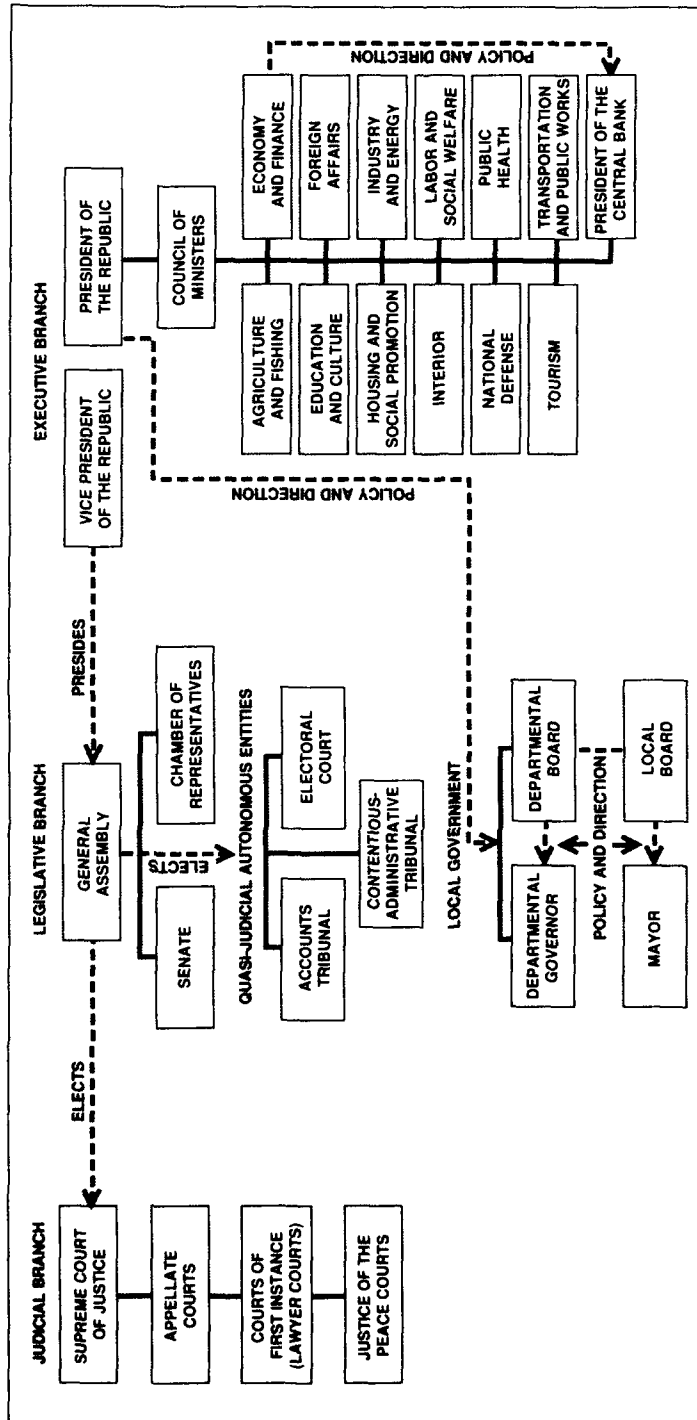 JUDICIAL BRANCH
SUPREME COURT
OF JUSTICE
APPELLATE
COURTS
COURTS OF
FIRST INSTANCE
(LAWYER COURTS)
JUSTICE OF THE
PEACE COURTS
ELECTS
LEGISLATIVE BRANCH
GENERAL
ASSEMBLY
PRESIDES
SENATE
ELECTS
CHAMBER OF
REPRESENTATIVES
QUASI-JUDICIAL AUTONOMOUS ENTITIES
ACCOUNTS
TRIBUNAL
ELECTORAL
COURT
CONTENTIOUS-
ADMINISTRATIVE
TRIBUNAL
LOCAL GOVERNMENT
DEPARTMENTAL
GOVERNOR
DEPARTMENTAL
BOARD
POLICY AND DIRECTION
MAYOR
LOCAL
BOARD
EXECUTIVE BRANCH
VICE PRESIDENT
OF THE REPUBLIC
PRESIDENT OF
THE REPUBLIC
COUNCIL OF
MINISTERS
POLICY AND DIRECTION
AGRICULTURE
AND FISHING
ECONOMY
AND FINANCE
EDUCATION
AND CULTURE
FOREIGN
AFFAIRS
HOUSING AND
SOCIAL PROMOTION
INDUSTRY
AND ENERGY
INTERIOR
LABOR AND
SOCIAL WELFARE
NATIONAL
DEFENSE
PUBLIC
HEALTH
TOURISM
TRANSPORTATION
AND PUBLIC WORKS
PRESIDENT OF THE
CENTRAL BANK
POLICY AND DIRECTION